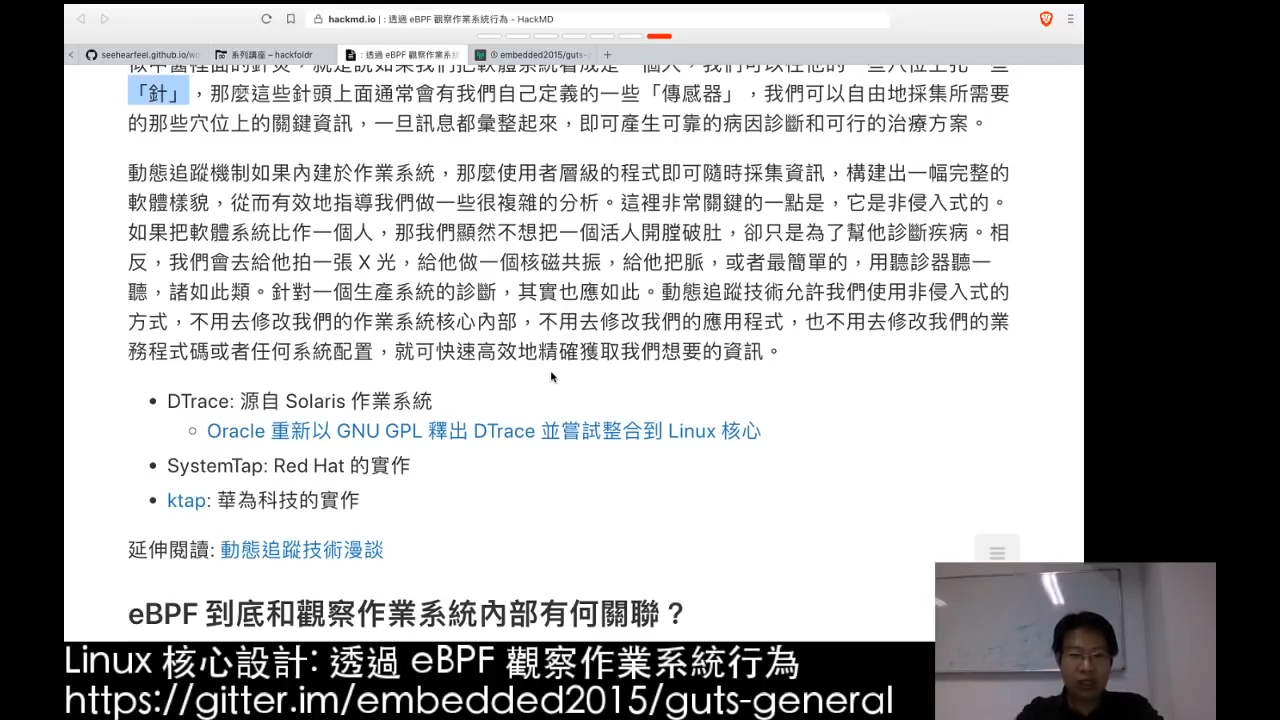 hackmd.io | : 透過 eBPF 觀察作業系統行為 - HackMD
seehearfeel.github.io/wo
系列講座 – hackfoldr
: 透過 eBPF 觀察作業系統
embedded2015/guts-
「針」，那麼這些針頭上面通常會有我們自己定義的一些「傳感器」，我們可以自由地採集所需要
的那些穴位上的關鍵資訊，一旦訊息都彙整起來，即可產生可靠的病因診斷和可行的治療方案。
動態追蹤機制如果內建於作業系統，那麼使用者層級的程式即可隨時採集資訊，構建出一幅完整的
軟體樣貌，從而有效地指導我們做一些很複雜的分析。這裡非常關鍵的一點是，它是非侵入式的。
如果把軟體系統比作一個人，那我們顯然不想把一個活人開膛破肚，卻只是為了幫他診斷疾病。相
反，我們會去給他拍一張 X 光，給他做一個核磁共振，給他把脈，或者最簡單的，用聽診器聽一
聽，諸如此類。針對一個生產系統的診斷，其實也應如此。動態追蹤技術允許我們使用非侵入式的
方式，不用去修改我們的作業系統核心內部，不用去修改我們的應用程式，也不用去修改我們的業
務程式碼或者任何系統配置，就可快速高效地精確獲取我們想要的資訊。
• DTrace: 源自 Solaris 作業系統
○ Oracle 重新以 GNU GPL 釋出 DTrace 並嘗試整合到 Linux 核心
• SystemTap: Red Hat 的實作
• ktap: 華為科技的實作
延伸閱讀: 動態追蹤技術漫談
eBPF 到底和觀察作業系統內部有何關聯？
Linux 核心設計: 透過 eBPF 觀察作業系統行為
https://gitter.im/embedded2015/guts-general